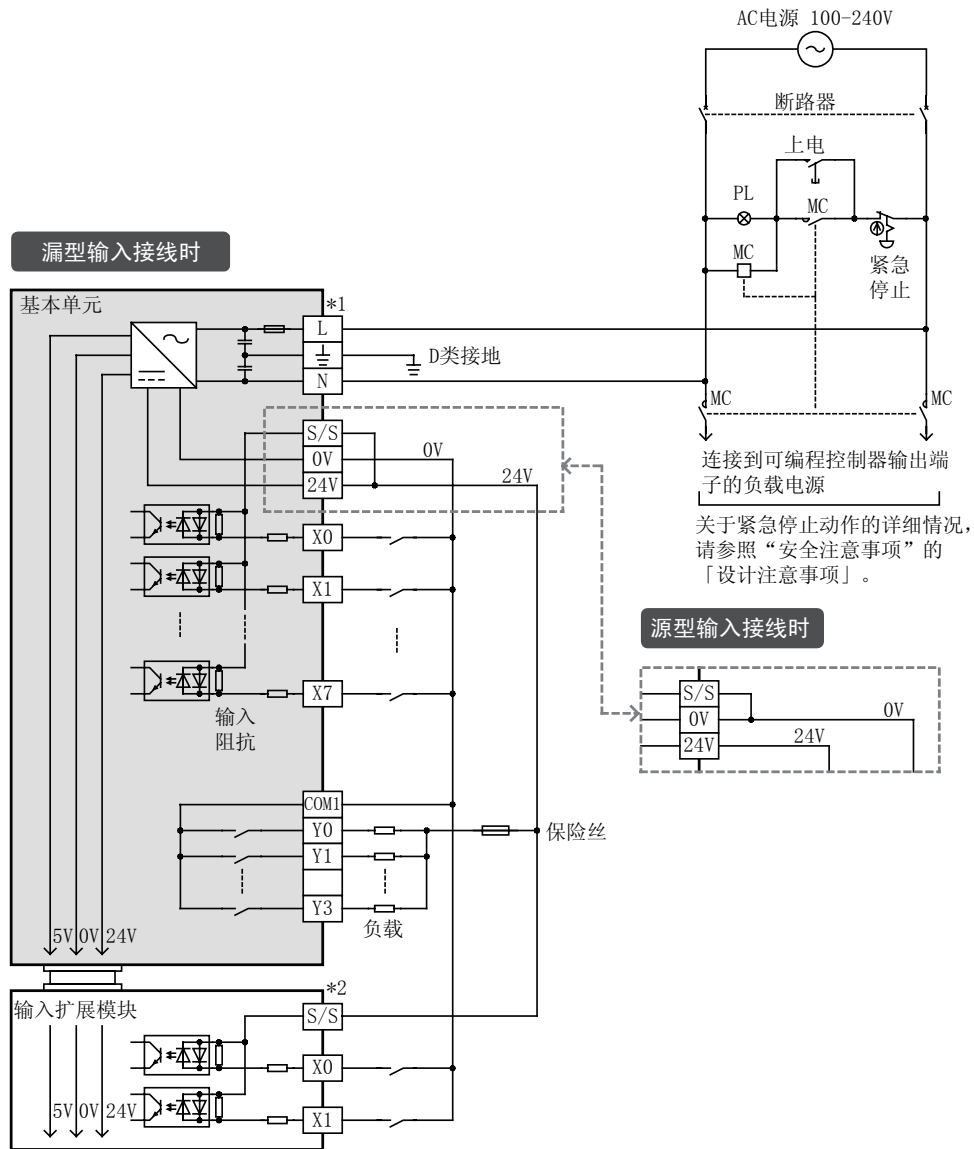 AC电源 100-240V
断路器
上电
PL
MC
MC
紧急
停止
漏型输入接线时
基本单元
*1
L
D类接地
N
MC
MC
S/S
0V
0V
24V
24V
连接到可编程控制器输出端
子的负载电源
关于紧急停止动作的详细情况，
请参照“安全注意事项”的
「设计注意事项」。
X0
X1
X7
输入
阻抗
源型输入接线时
S/S
0V
0V
24V
24V
COM1
Y0
保险丝
Y1
Y3
负载
5V 0V 24V
*2
输入扩展模块
S/S
X0
X1
5V 0V 24V